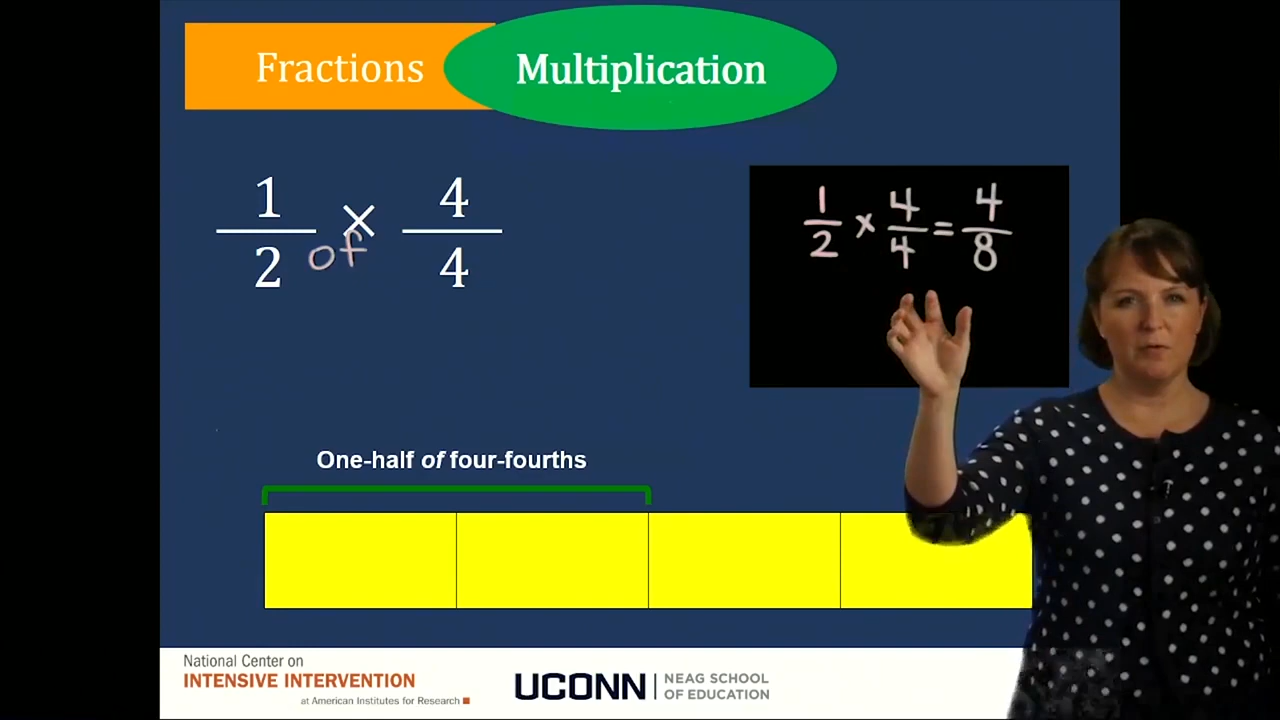 Fractions Multiplication
1/2 × of 4/4
1/2 × 4/4 = 4/8
One-half of four-fourths
National Center on
INTENSIVE INTERVENTION
at American Institutes for Research
UCONN
NEAG SCHOOL
OF EDUCATION